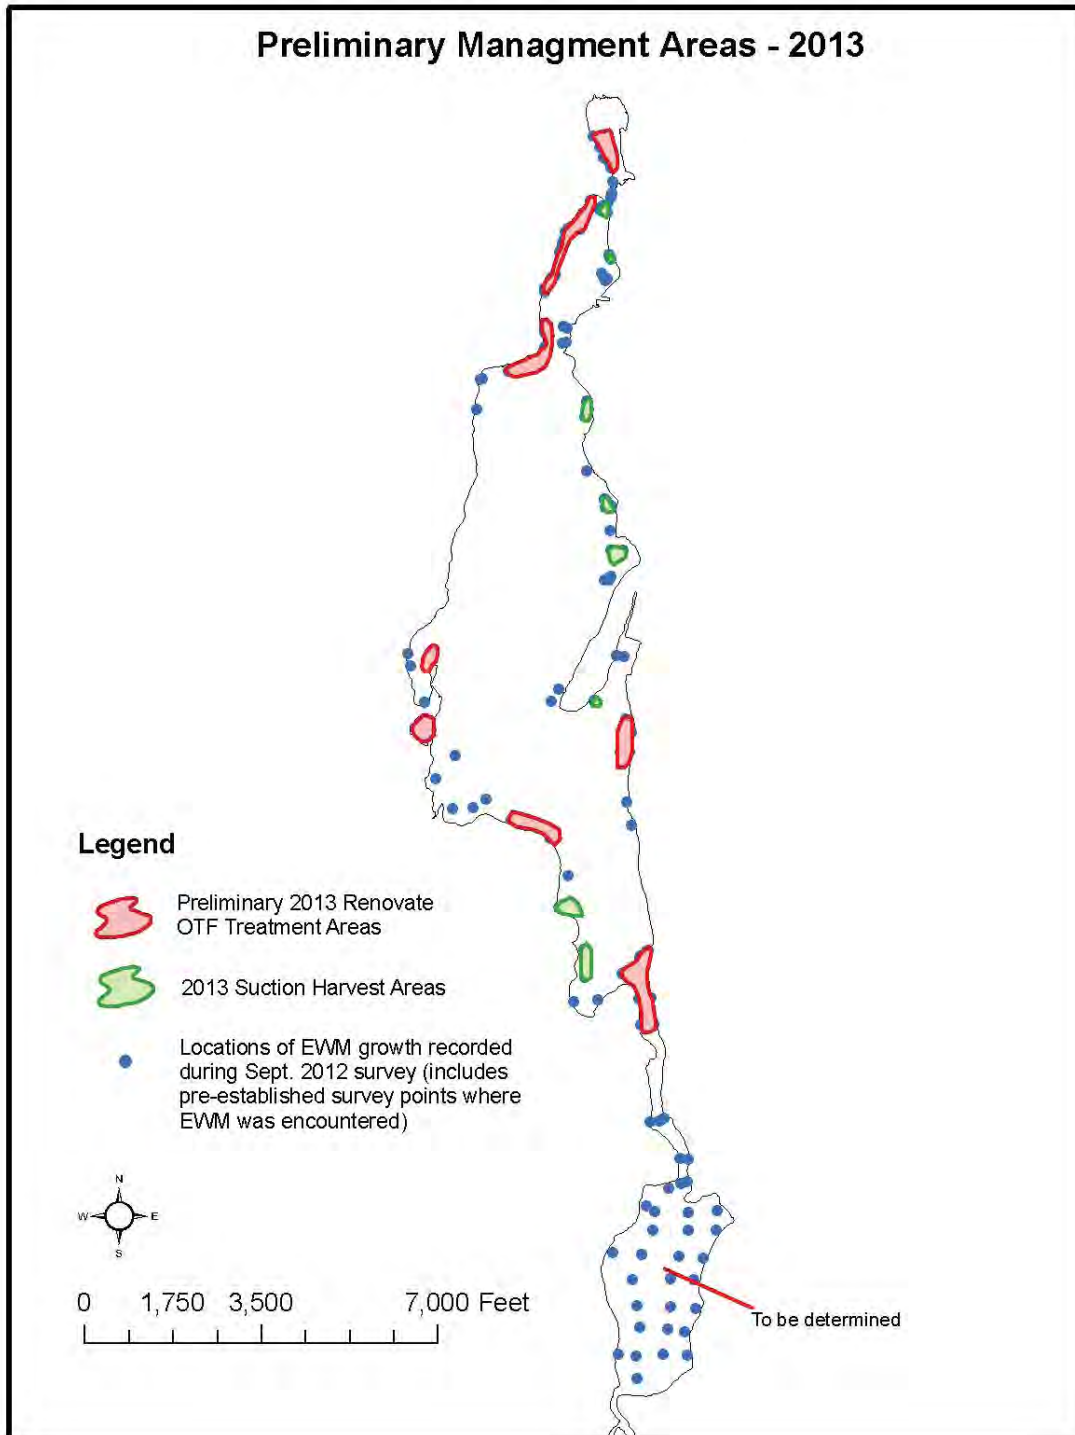 Preliminary Managment Areas - 2013
Legend
Preliminary 2013 Renovate
OTF Treatment Areas
2013 Suction Harvest Areas
Locations of EWM growth recorded
during Sept. 2012 survey (includes
pre-established survey points where
EWM was encountered)
N
W E
S
0 1,750 3,500 7,000 Feet
To be determined